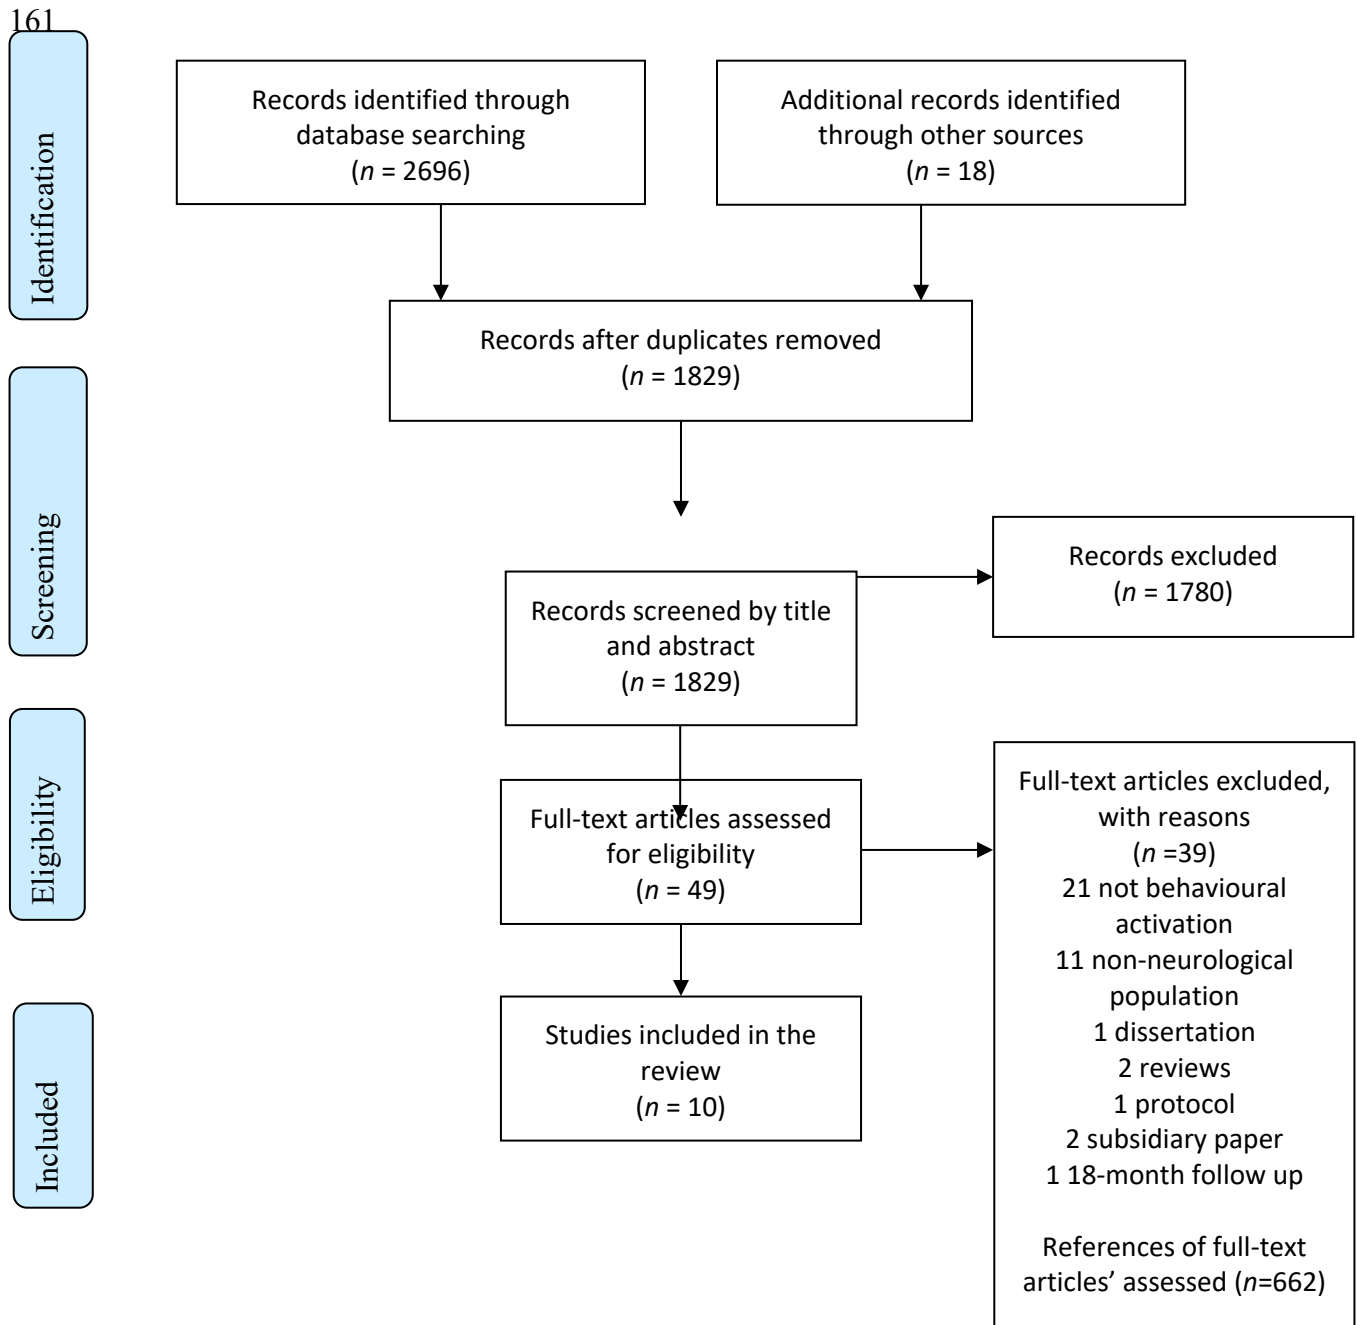 161
Identification
Records identified through
database searching
(n = 2696)
Additional records identified
through other sources
(n = 18)
Records after duplicates removed
(n = 1829)
Screening
Records screened by title
and abstract
(n = 1829)
Records excluded
(n = 1780)
Eligibility
Full-text articles assessed
for eligibility
(n = 49)
Full-text articles excluded,
with reasons
(n =39)
21 not behavioural
activation
11 non-neurological
population
1 dissertation
2 reviews
1 protocol
2 subsidiary paper
1 18-month follow up
References of full-text
articles’ assessed (n=662)
Included
Studies included in the
review
(n = 10)